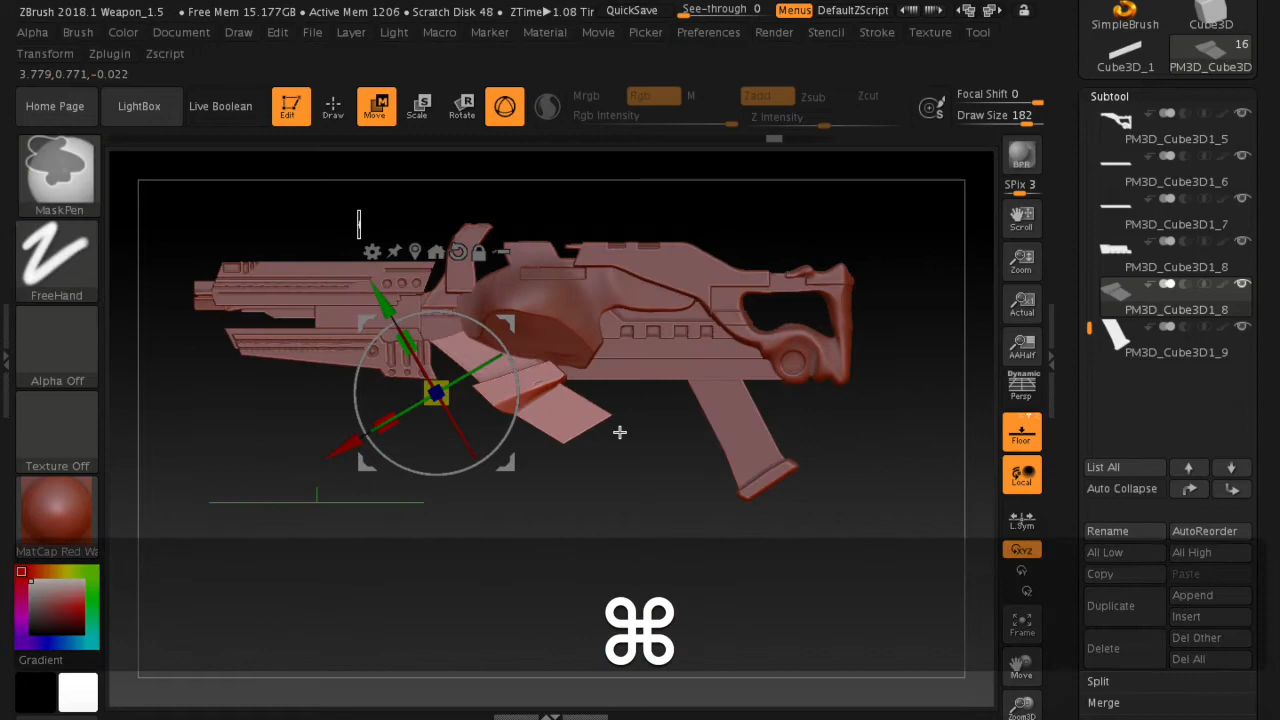 ZBrush 2018.1 Weapon_1.5 • Free Mem 15.177GB • Active Mem 1206 • Scratch Disk 48 • ZTime▶1.08 Tir QuickSave See-through 0 Menus DefaultZScript
Alpha Brush Color Document Draw Edit File Layer Light Macro Marker Material Movie Picker Preferences Render Stencil Stroke Texture Tool
Transform Zplugin Zscript
3.779,0.771,-0.022
Home Page LightBox Live Boolean Edit Draw Move Scale Rotate
Mrgb Rgb M Zadd Zsub Zcut
Rgb Intensity Z Intensity
Focal Shift 0
Draw Size 182
SimpleBrush Cube3D
16
Cube3D_1 PM3D_Cube3D
Subtool
PM3D_Cube3D1_5
PM3D_Cube3D1_6
PM3D_Cube3D1_7
PM3D_Cube3D1_8
PM3D_Cube3D1_8
PM3D_Cube3D1_9
List All
Auto Collapse
Rename AutoReorder
All Low All High
Copy Paste
Duplicate Append
Insert
Delete Del Other
Del All
Split
Merge
MaskPen
FreeHand
Alpha Off
Texture Off
MatCap Red Wa
Gradient
BPR
SPix 3
Scroll
Zoom
Actual
AAHalf
Dynamic
Persp
Floor
Local
L.Sym
XYZ
Y
Z
Frame
Move
Zoom3D